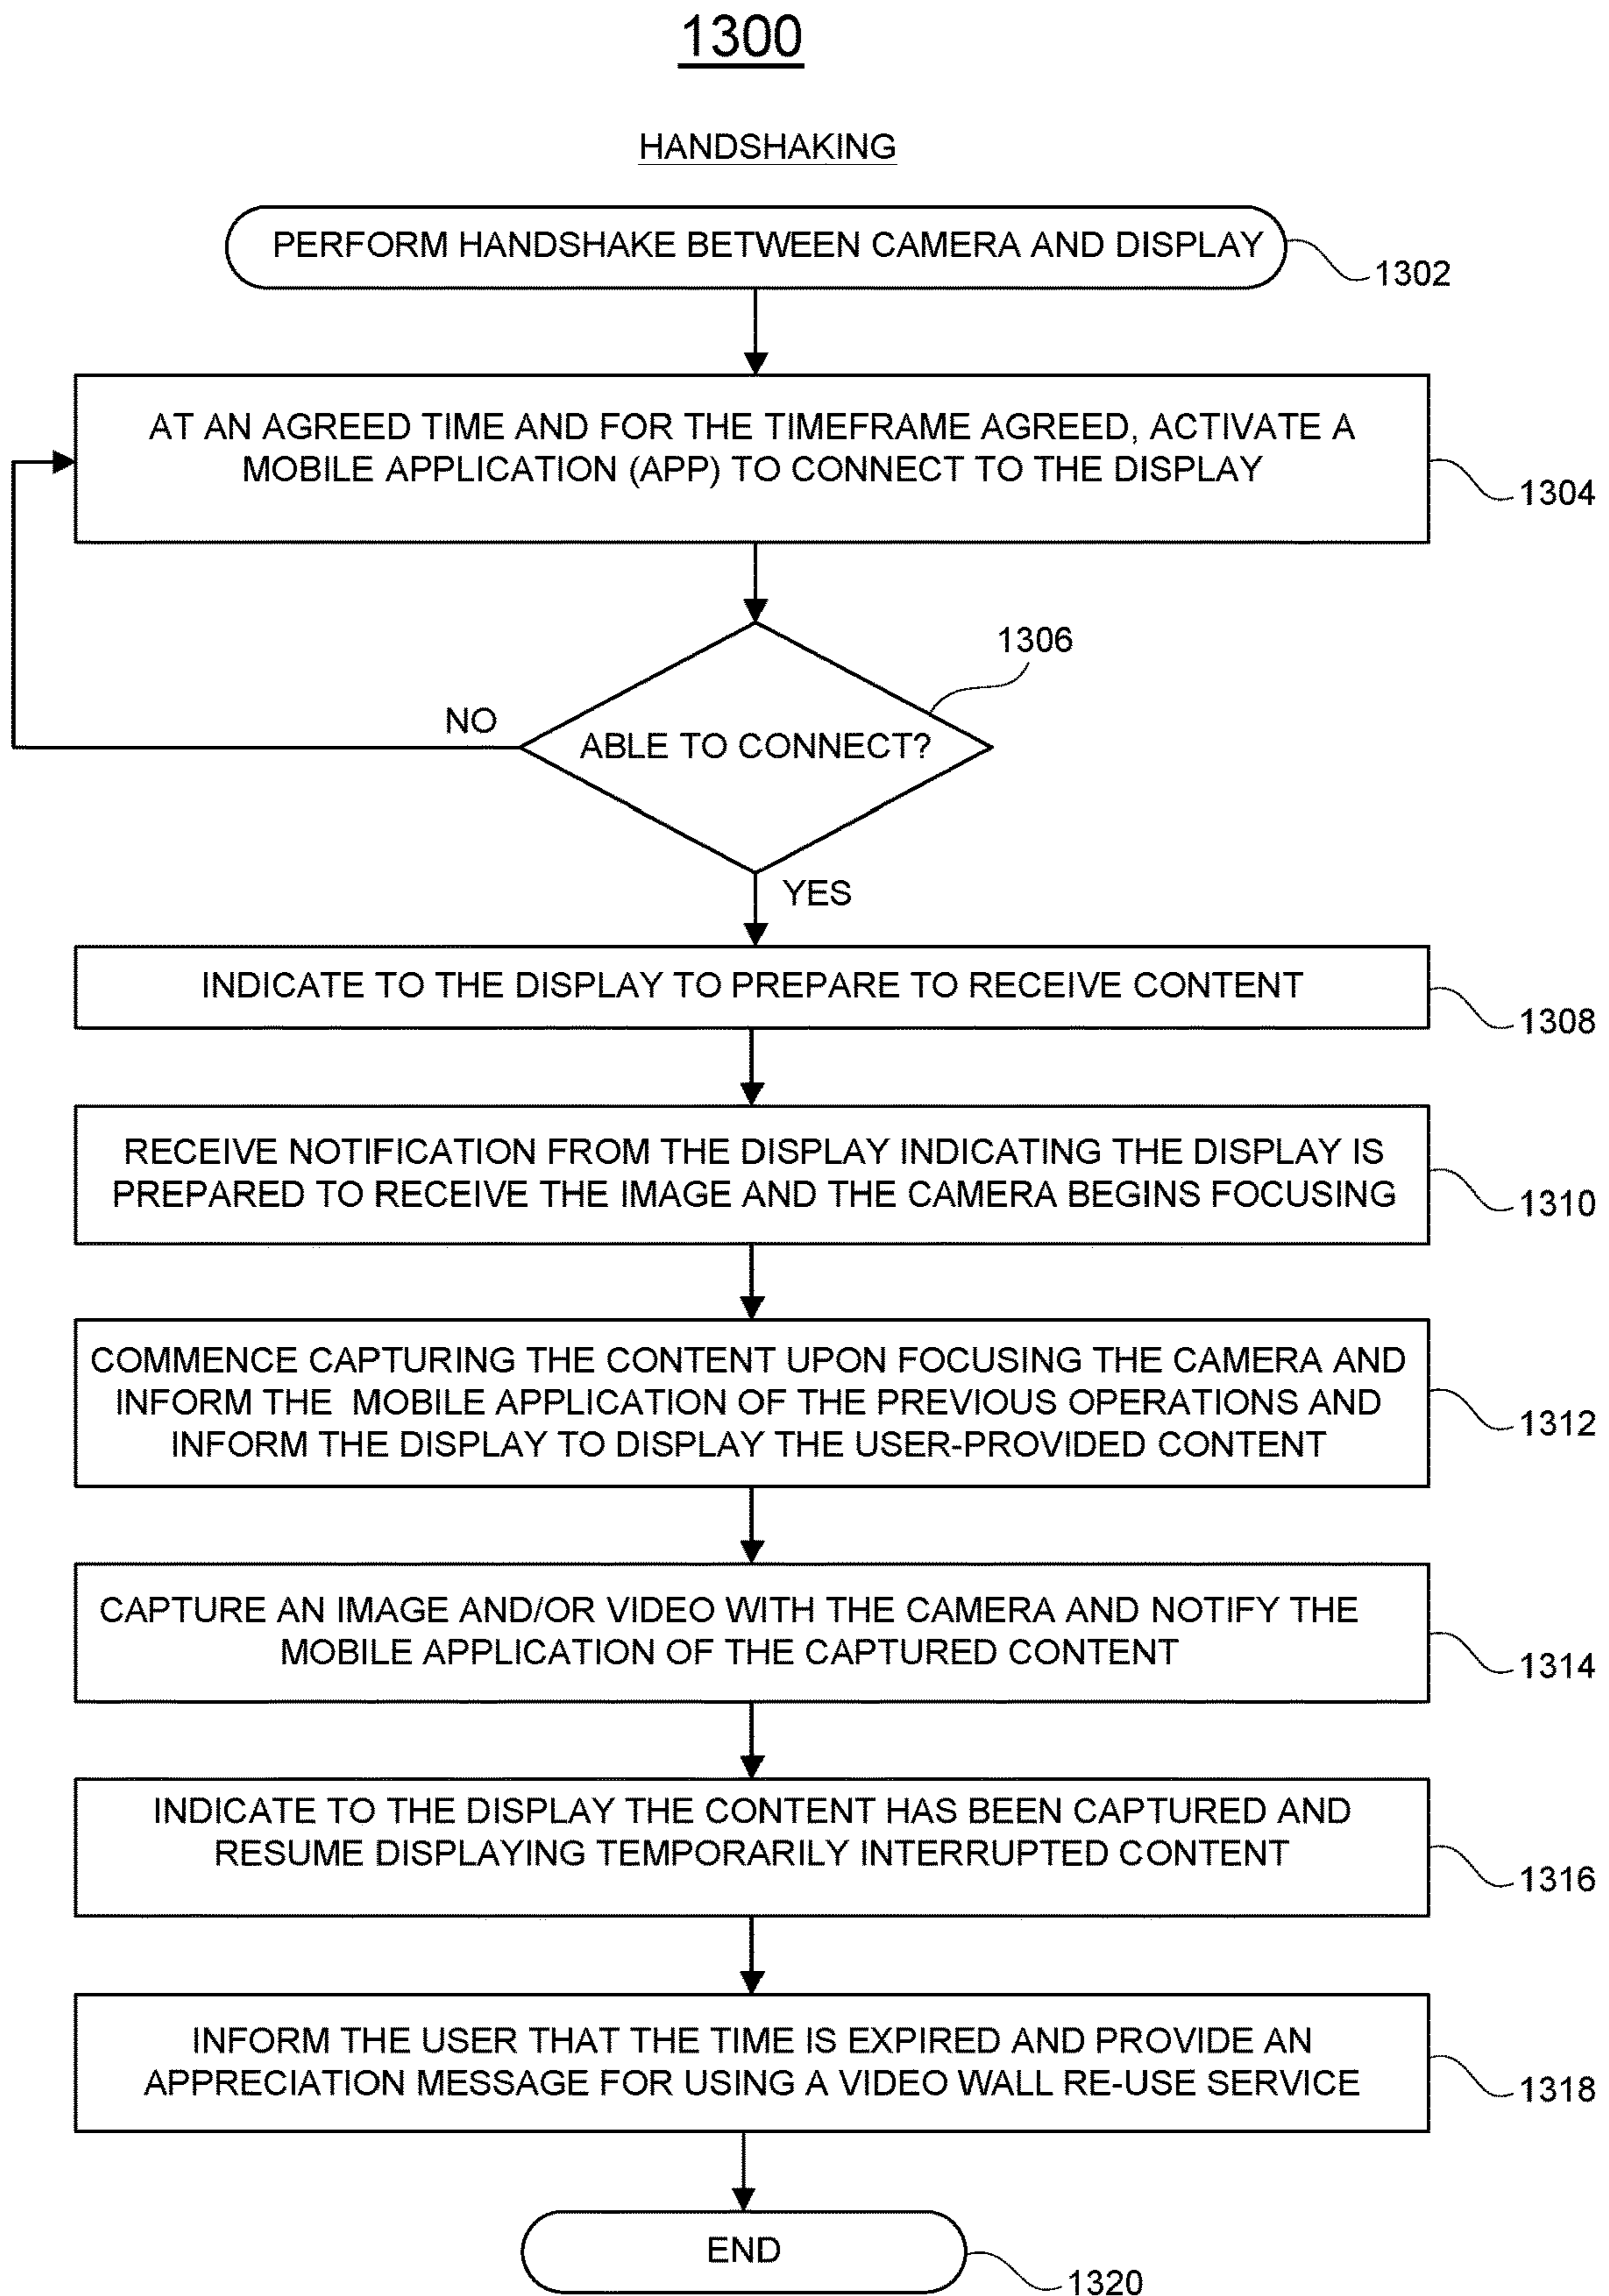 1300
HANDSHAKING
PERFORM HANDSHAKE BETWEEN CAMERA AND DISPLAY
1302
AT AN AGREED TIME AND FOR THE TIMEFRAME AGREED, ACTIVATE A
MOBILE APPLICATION (APP) TO CONNECT TO THE DISPLAY
1304
1306
NO
ABLE TO CONNECT?
YES
INDICATE TO THE DISPLAY TO PREPARE TO RECEIVE CONTENT
1308
RECEIVE NOTIFICATION FROM THE DISPLAY INDICATING THE DISPLAY IS
PREPARED TO RECEIVE THE IMAGE AND THE CAMERA BEGINS FOCUSING
1310
COMMENCE CAPTURING THE CONTENT UPON FOCUSING THE CAMERA AND
INFORM THE MOBILE APPLICATION OF THE PREVIOUS OPERATIONS AND
INFORM THE DISPLAY TO DISPLAY THE USER-PROVIDED CONTENT
1312
CAPTURE AN IMAGE AND/OR VIDEO WITH THE CAMERA AND NOTIFY THE
MOBILE APPLICATION OF THE CAPTURED CONTENT
1314
INDICATE TO THE DISPLAY THE CONTENT HAS BEEN CAPTURED AND
RESUME DISPLAYING TEMPORARILY INTERRUPTED CONTENT
1316
INFORM THE USER THAT THE TIME IS EXPIRED AND PROVIDE AN
APPRECIATION MESSAGE FOR USING A VIDEO WALL RE-USE SERVICE
1318
END
1320